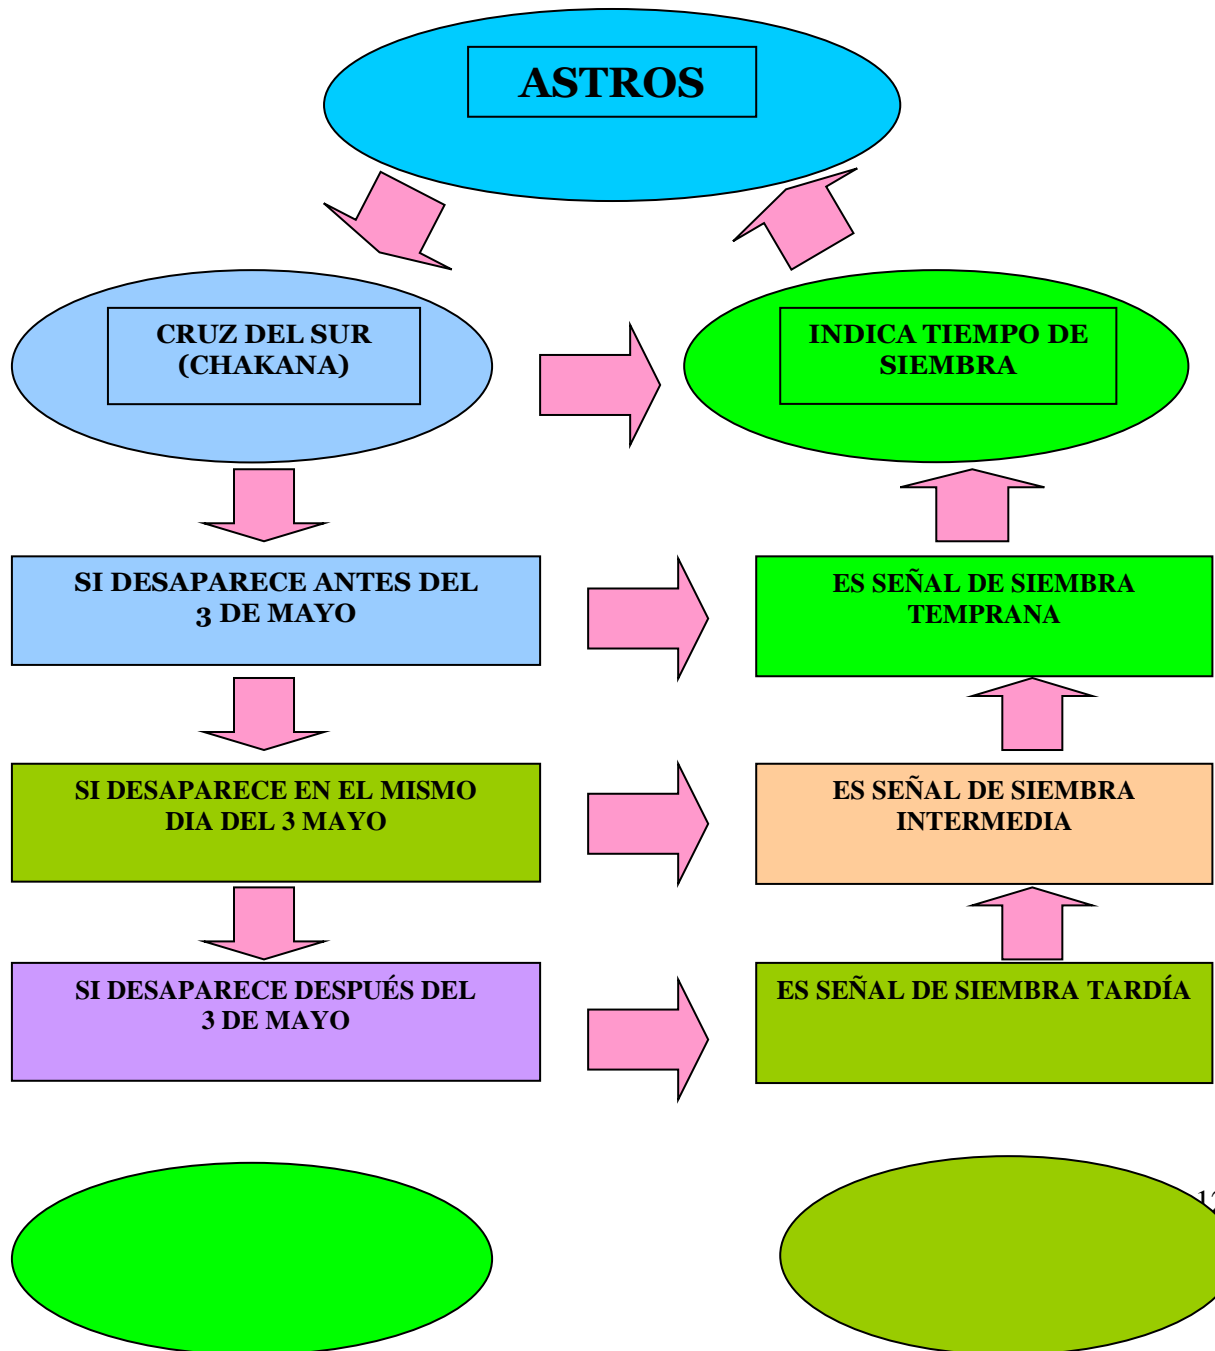 ASTROS
CRUZ DEL SUR
(CHAKANA)
INDICA TIEMPO DE
SIEMBRA
SI DESAPARECE ANTES DEL
3 DE MAYO
ES SEÑAL DE SIEMBRA
TEMPRANA
SI DESAPARECE EN EL MISMO
DIA DEL 3 MAYO
ES SEÑAL DE SIEMBRA
INTERMEDIA
SI DESAPARECE DESPUÉS DEL
3 DE MAYO
ES SEÑAL DE SIEMBRA TARDÍA